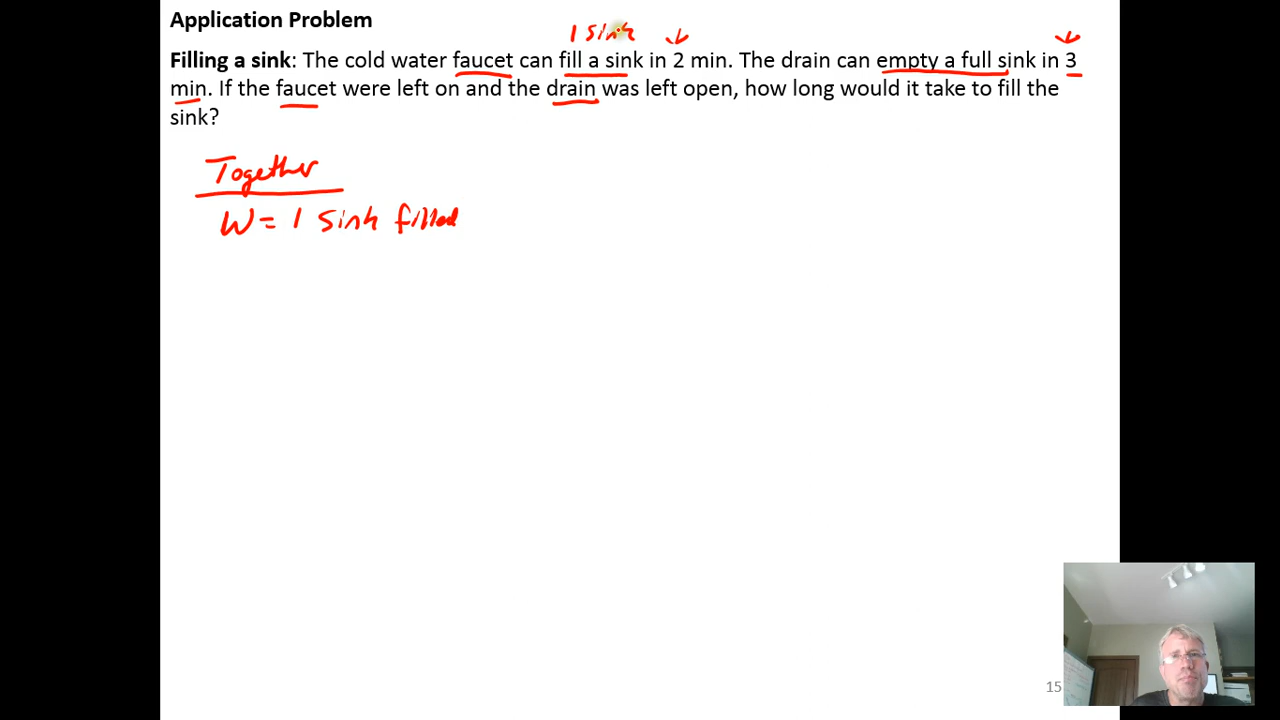 Application Problem
1 Sink
Filling a sink: The cold water faucet can fill a sink in 2 min. The drain can empty a full sink in 3
min. If the faucet were left on and the drain was left open, how long would it take to fill the
sink?
Together
W = 1 Sink filled
15